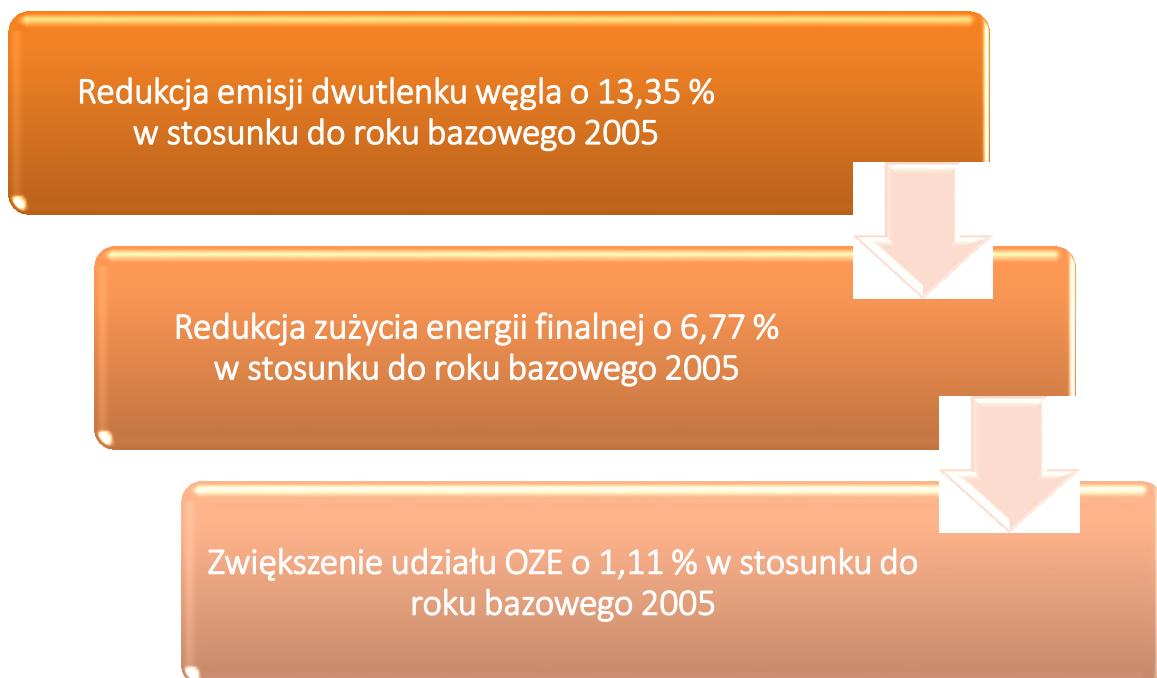 Redukcja emisji dwutlenku węgla o 13,35 %
w stosunku do roku bazowego 2005
Redukcja zużycia energii finalnej o 6,77 %
w stosunku do roku bazowego 2005
Zwiększenie udziału OZE o 1,11 % w stosunku do
roku bazowego 2005